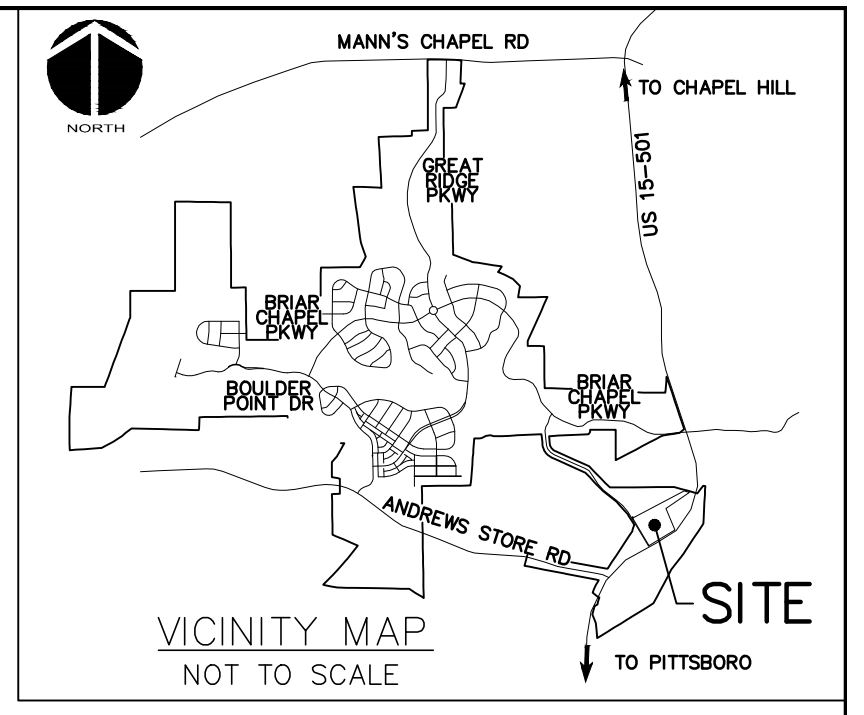 MANN'S CHAPEL RD
NORTH
TO CHAPEL HILL
US 15-501
GREAT
RIDGE
PKWY
BRIAR
CHAPEL
PKWY
BOULDER
POINT DR
BRIAR
CHAPEL
PKWY
ANDREWS STORE RD
SITE
VICINITY MAP
NOT TO SCALE
TO PITTSBORO